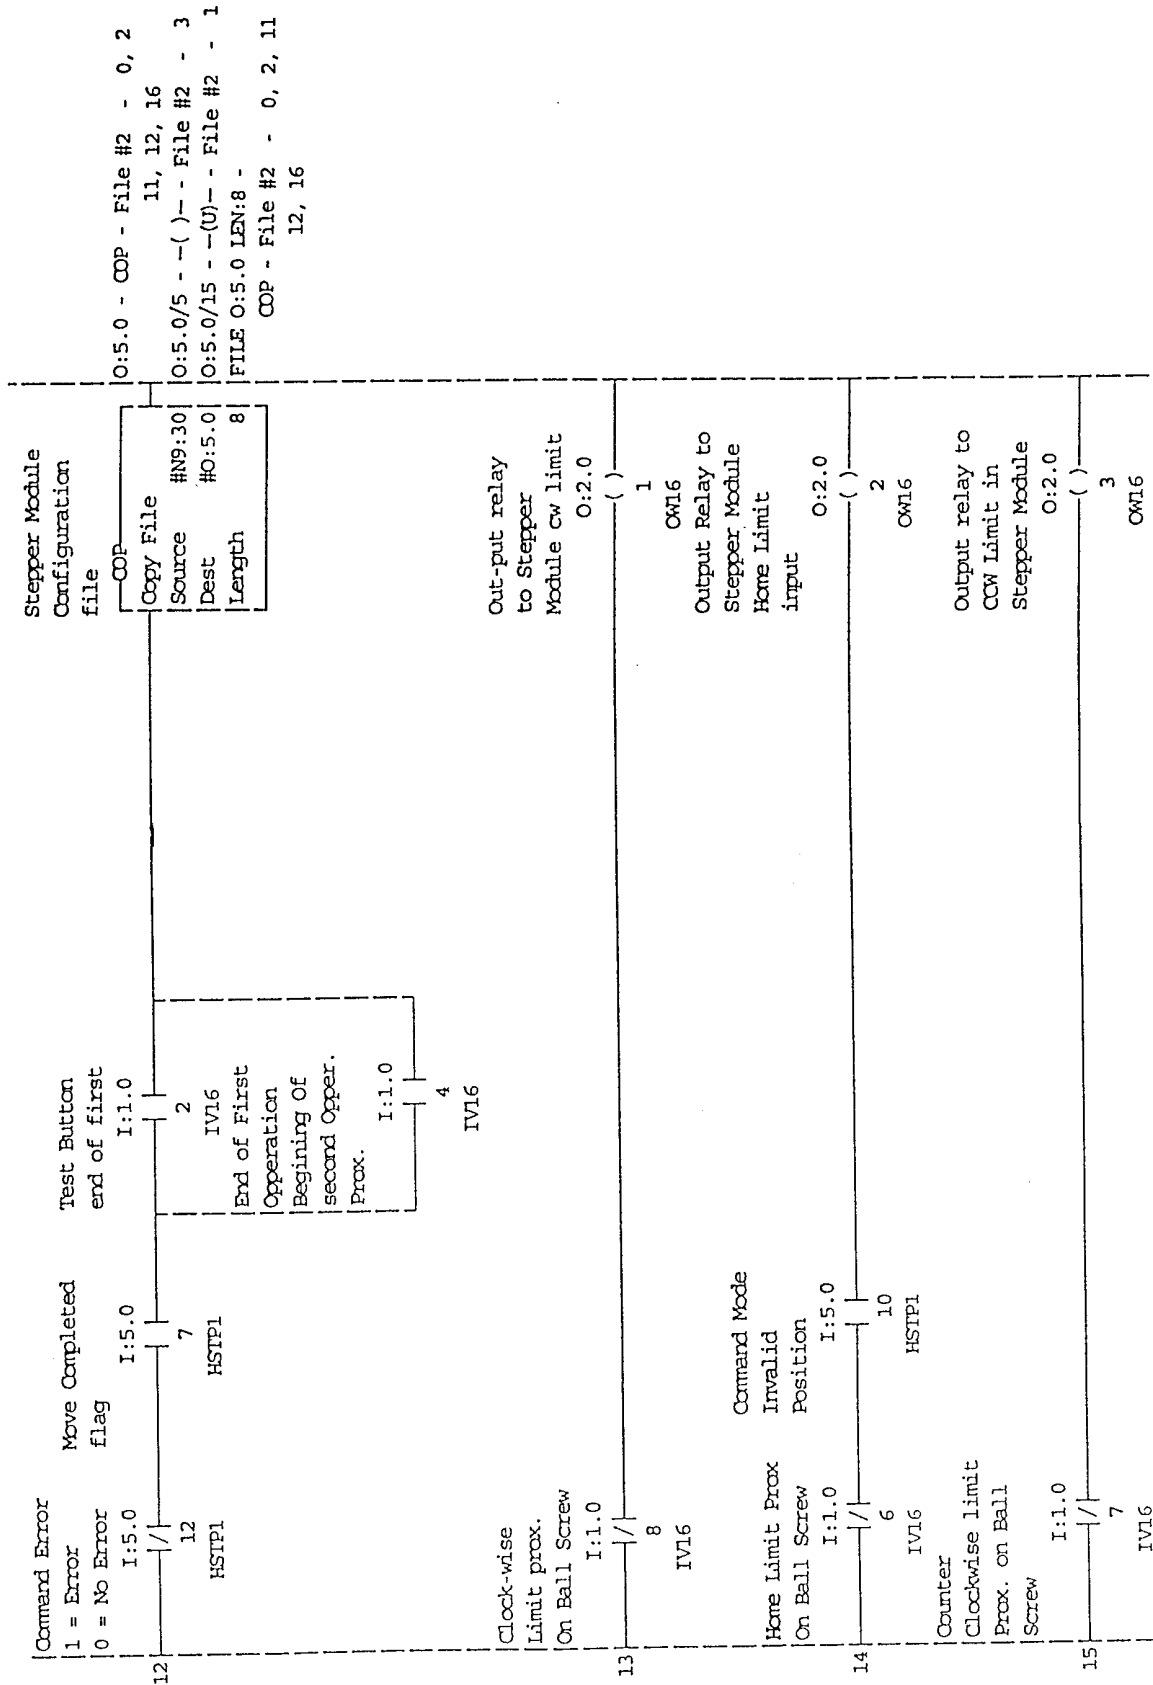 Command Error
1 = Error Move Completed Test Button
0 = No Error flag end of first
I:5.0 I:5.0 I:1.0
12 ] / [ ] [ ] [
12 7 2
HSTP1 HSTP1 IV16
End of First
Opperation
Begining Of
second Opper.
Prox.
I:1.0
] [
4
IV16
Stepper Module
Configuration
file
COP
Copy File
Source #N9:30
Dest #O:5.0
Length 8
O:5.0 - COP - File #2 - 0, 2
11, 12, 16
O:5.0/5 - —( )— - File #2 - 3
O:5.0/15 - —(U)— - File #2 - 1
FILE O:5.0 LEN:8 -
COP - File #2 - 0, 2, 11
12, 16
Clock-wise
Limit prox.
On Ball Screw
I:1.0
13 ] / [
8
IV16
Out-put relay
to Stepper
Module cw limit
O:2.0
( )
1
OW16
Command Mode
Home Limit Prox Invalid
On Ball Screw Position
I:1.0 I:5.0
14 ] / [ ] [
6 10
IV16 HSTP1
Output Relay to
Stepper Module
Home Limit
input
O:2.0
( )
2
OW16
Counter
Clockwise limit
Prox. on Ball
Screw
I:1.0
15 ] / [
7
IV16
Output relay to
CCW Limit in
Stepper Module
O:2.0
( )
3
OW16